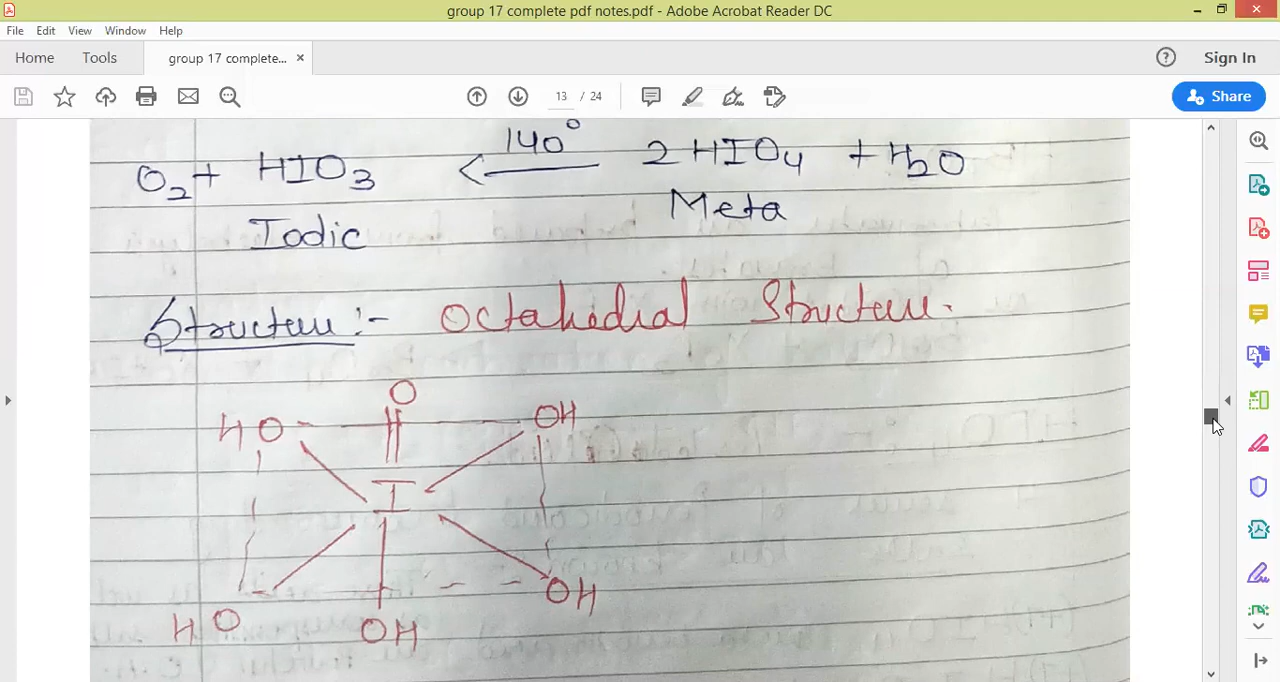 group 17 complete pdf notes.pdf - Adobe Acrobat Reader DC
File Edit View Window Help
Home Tools group 17 complete... ×
Sign In
13 / 24
Share
140°
O₂ + HIO₃ ← 2 HIO₄ + H₂O
Iodic Meta
Structure :- Octahedral Structure.
O
HO OH
I
HO OH OH